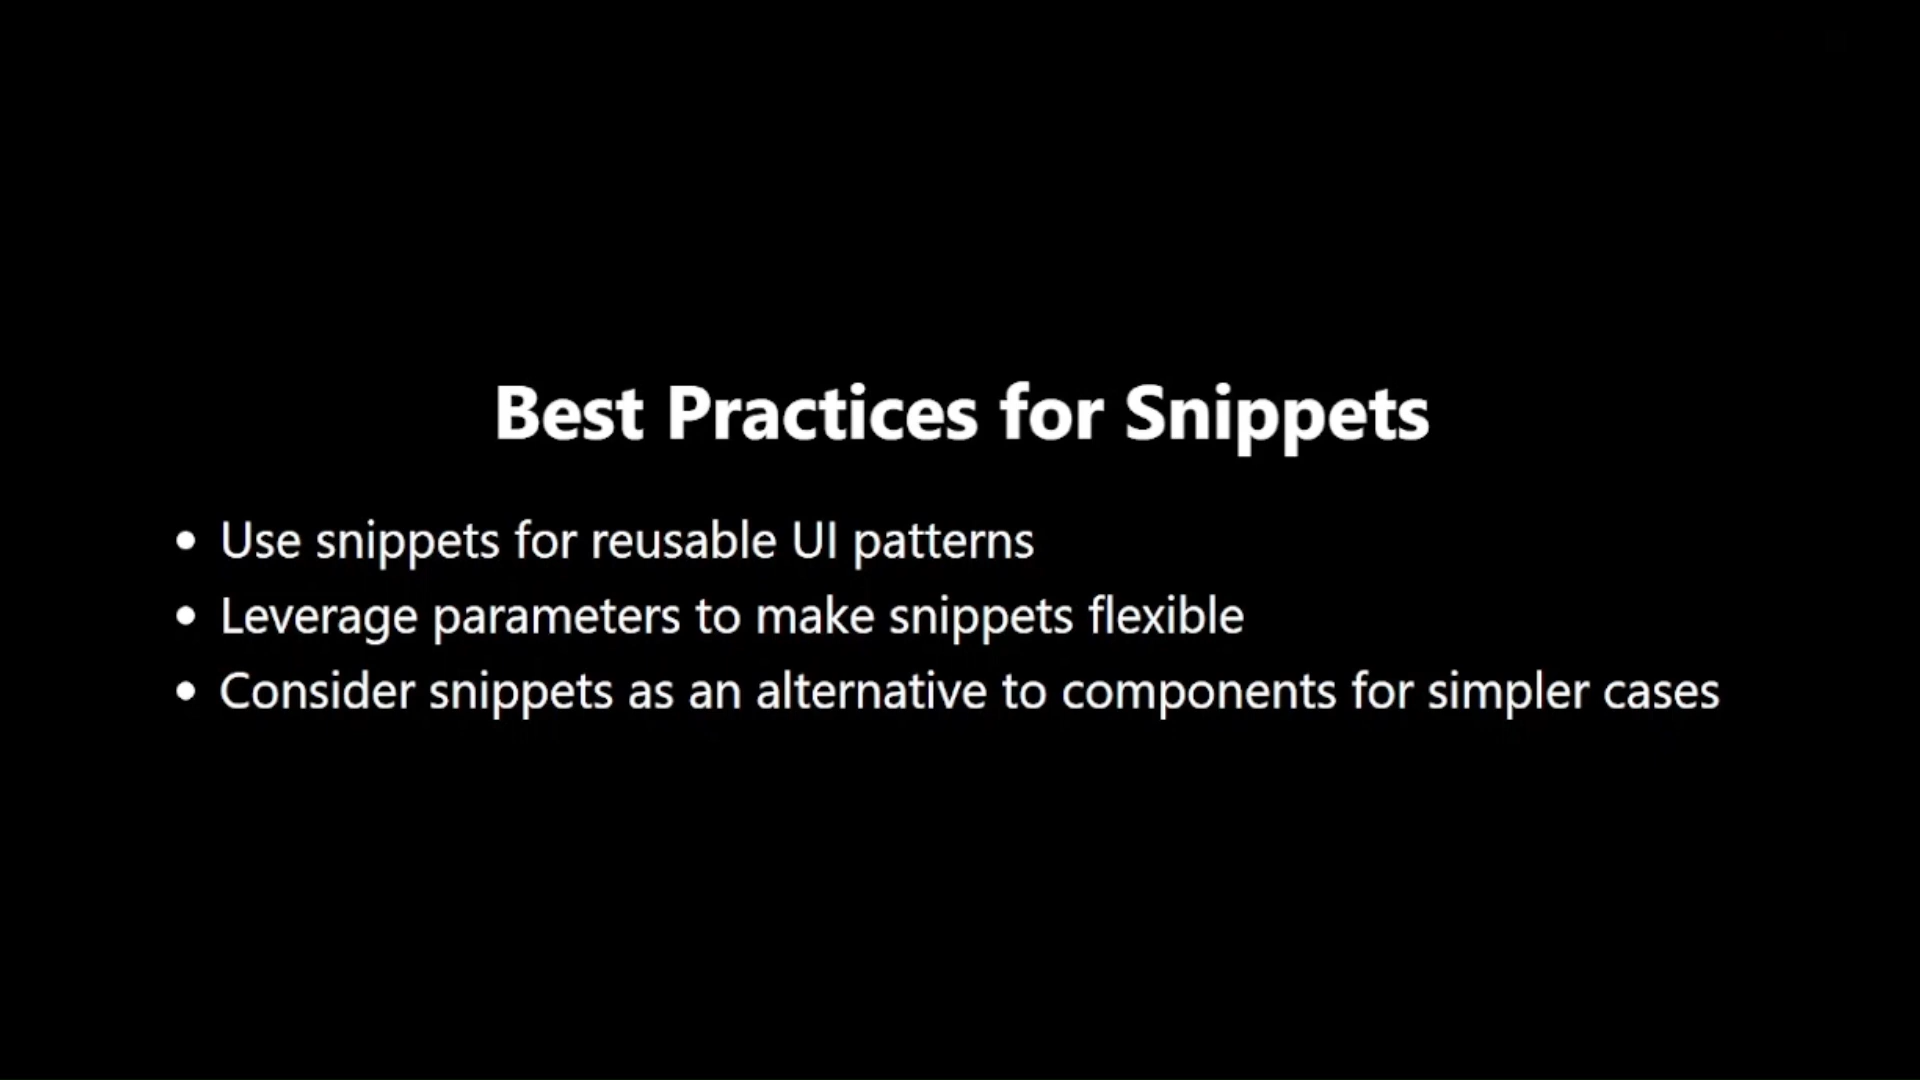 Best Practices for Snippets
• Use snippets for reusable UI patterns
• Leverage parameters to make snippets flexible
• Consider snippets as an alternative to components for simpler cases